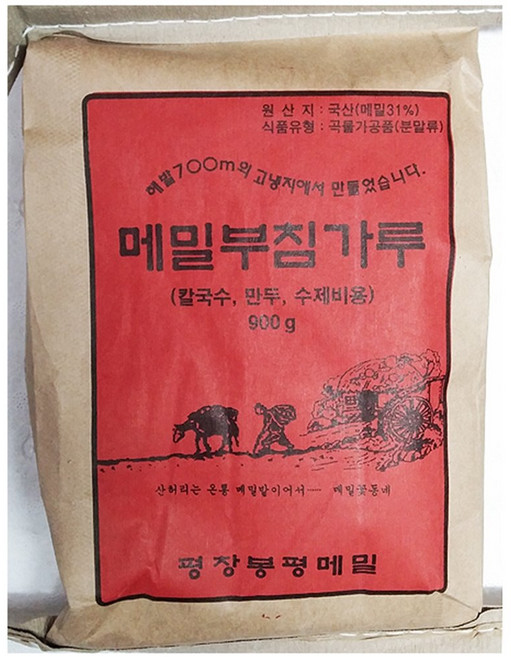 원 산 지 : 국산(메밀31%)
식품유형 : 곡물가공품(분말류)
해발700m의 고냉지에서 만들었습니다.
메밀부침가루
(칼국수, 만두, 수제비용)
900g
산허리는 온통 메밀밭이어서····· 메밀꽃동네
평창봉평메밀